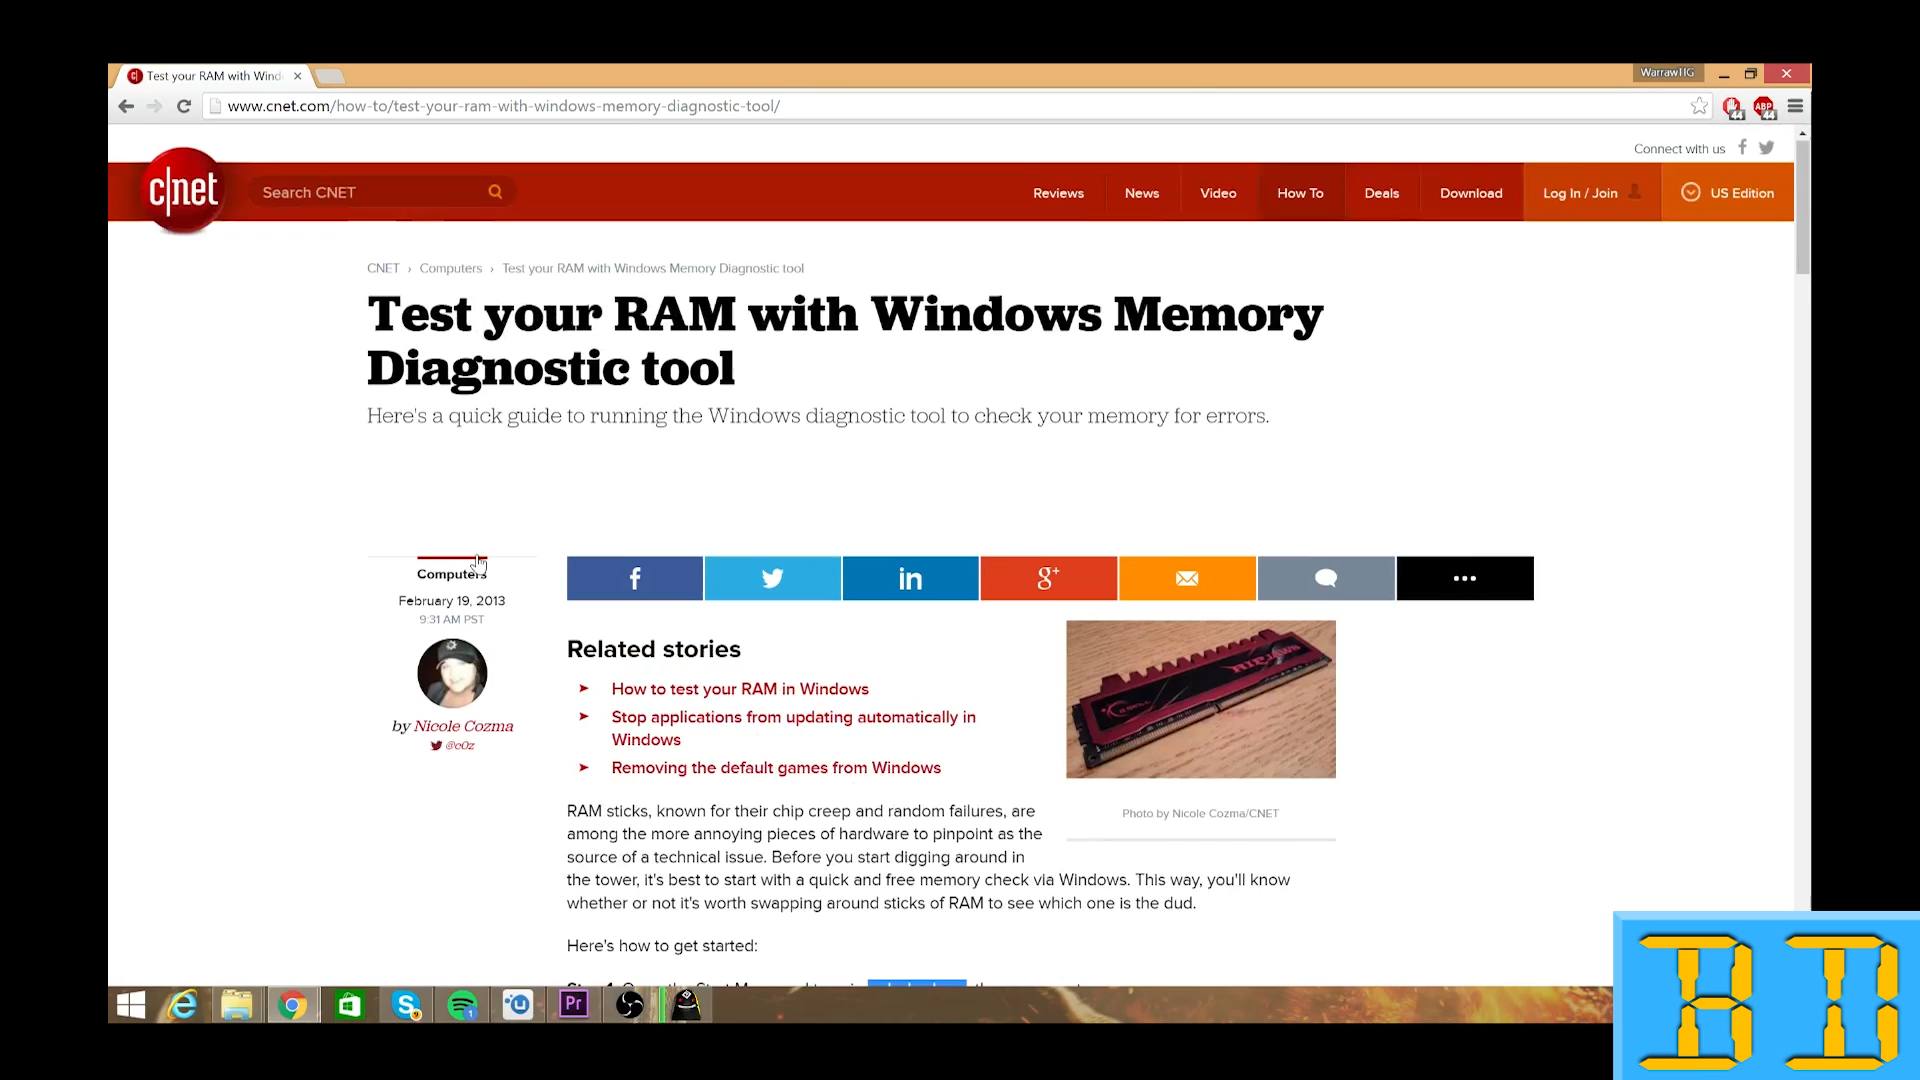 Test your RAM with Wind
WarrawTIG
www.cnet.com/how-to/test-your-ram-with-windows-memory-diagnostic-tool/
44
ABP
44
Connect with us
c|net
Search CNET
Reviews
News
Video
How To
Deals
Download
Log In / Join
US Edition
CNET › Computers › Test your RAM with Windows Memory Diagnostic tool
Test your RAM with Windows Memory
Diagnostic tool
Here's a quick guide to running the Windows diagnostic tool to check your memory for errors.
Computers
February 19, 2013
9:31 AM PST
by Nicole Cozma
@c0z
f
in
g+
Related stories
How to test your RAM in Windows
Stop applications from updating automatically in
Windows
Removing the default games from Windows
RIPJAWS
Photo by Nicole Cozma/CNET
RAM sticks, known for their chip creep and random failures, are
among the more annoying pieces of hardware to pinpoint as the
source of a technical issue. Before you start digging around in
the tower, it's best to start with a quick and free memory check via Windows. This way, you'll know
whether or not it's worth swapping around sticks of RAM to see which one is the dud.
Here's how to get started:
Pr
BD